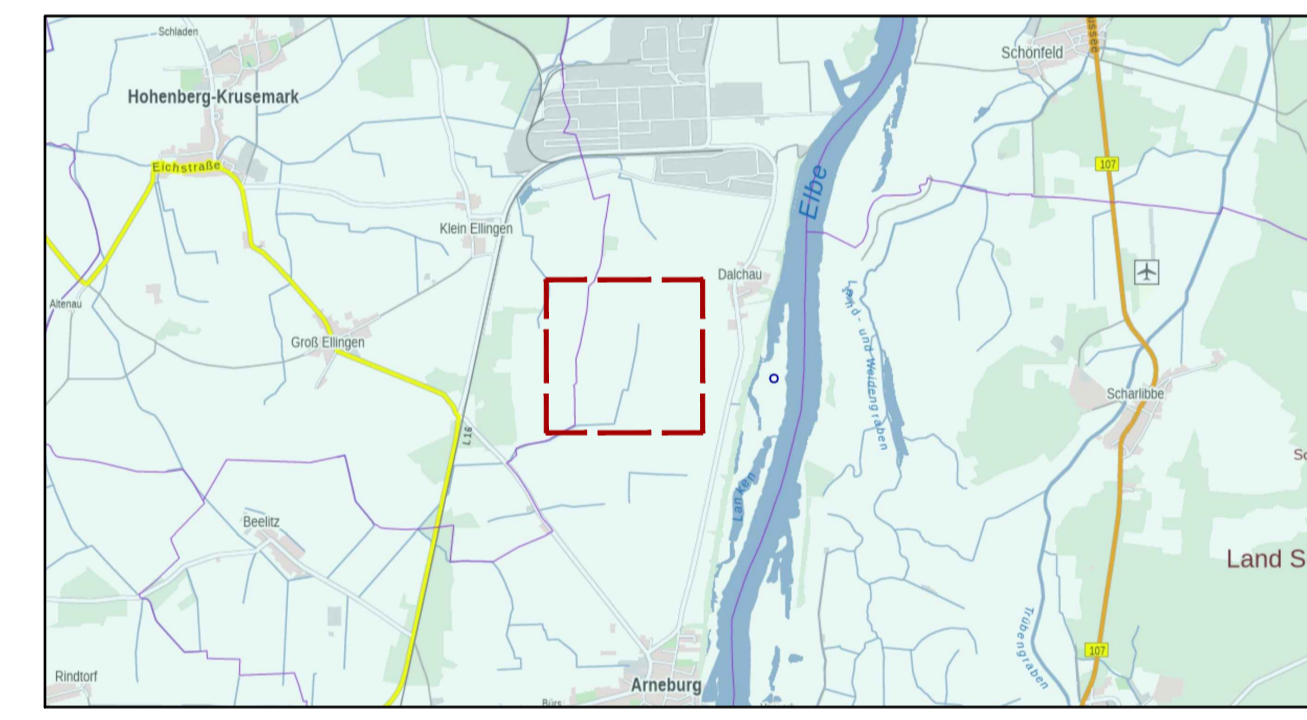 Schladen
Schönfeld
Hohenberg-Krusemark
Eichstraße
107
Elbe
Klein Ellingen
Dalchau
Altenau
Groß Ellingen
Land- und Weidengraben
Scharlibbe
L16
Lanken
Beelitz
Land S
Trübengraben
107
Rindtorf
Arneburg
Bürs